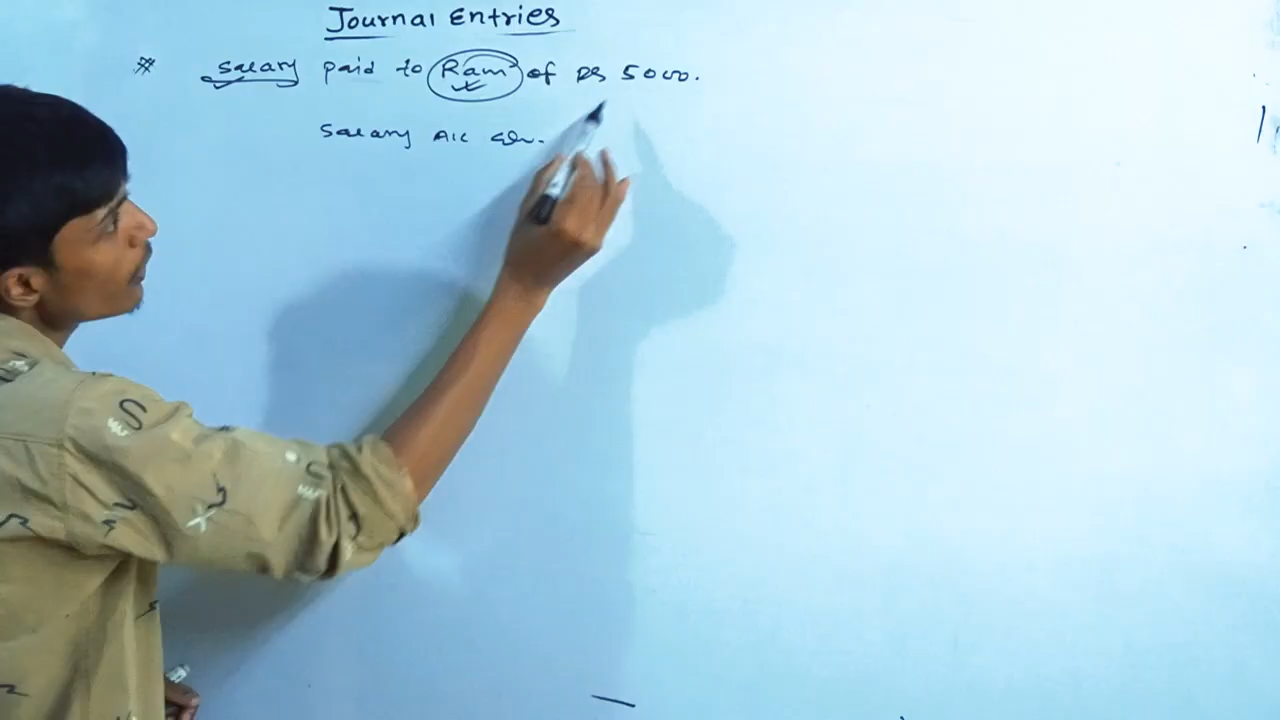 Journal Entries
* Salary paid to Ram of Rs 5000.
Salary A/c Dr.